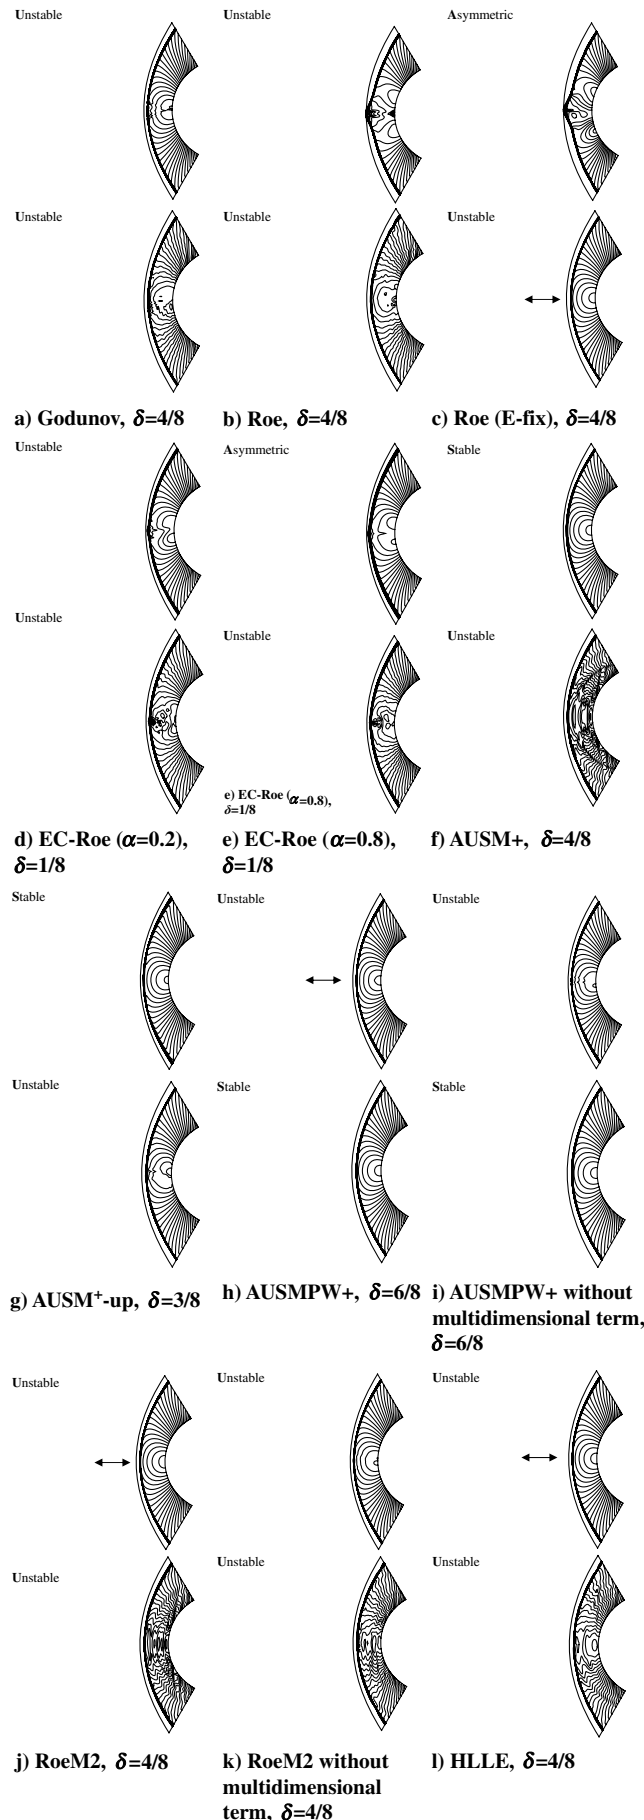 Unstable
Unstable
Asymmetric
Unstable
Unstable
Unstable
a) Godunov, δ=4/8
b) Roe, δ=4/8
c) Roe (E-fix), δ=4/8
Unstable
Asymmetric
Stable
Unstable
Unstable
Unstable
e) EC-Roe (α=0.8),
δ=1/8
d) EC-Roe (α=0.2),
δ=1/8
e) EC-Roe (α=0.8),
δ=1/8
f) AUSM+, δ=4/8
Stable
Unstable
Unstable
Unstable
Stable
Stable
g) AUSM⁺-up, δ=3/8
h) AUSMPW+, δ=6/8
i) AUSMPW+ without
multidimensional term,
δ=6/8
Unstable
Unstable
Unstable
Unstable
Unstable
Unstable
j) RoeM2, δ=4/8
k) RoeM2 without
multidimensional
term, δ=4/8
l) HLLE, δ=4/8